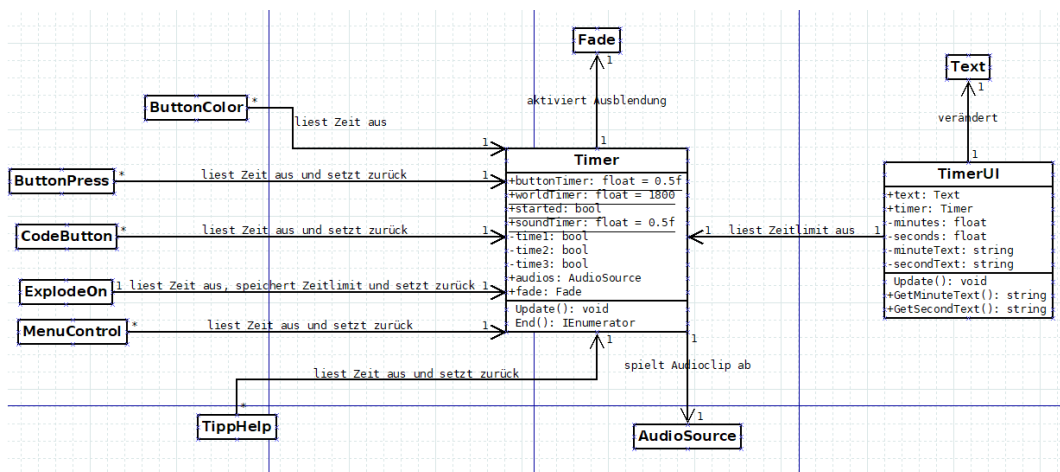 Fade
1
aktiviert Ausblendung
1
Text
1
verändert
1
ButtonColor
*
liest Zeit aus
1
ButtonPress
*
liest Zeit aus und setzt zurück
1
CodeButton
*
liest Zeit aus und setzt zurück
1
ExplodeOn
1 liest Zeit aus, speichert Zeitlimit und setzt zurück 1
MenuControl
*
liest Zeit aus und setzt zurück
1
Timer
+buttonTimer: float = 0.5f
+worldTimer: float = 1800
+started: bool
+soundTimer: float = 0.5f
-time1: bool
-time2: bool
-time3: bool
+audios: AudioSource
+fade: Fade
Update(): void
End(): IEnumerator
1 liest Zeitlimit aus 1
TimerUI
+text: Text
+timer: Timer
-minutes: float
-seconds: float
-minuteText: string
-secondText: string
Update(): void
+GetMinuteText(): string
+GetSecondText(): string
1
liest Zeit aus und setzt zurück
*
TippHelp
1
spielt Audioclip ab
1
AudioSource